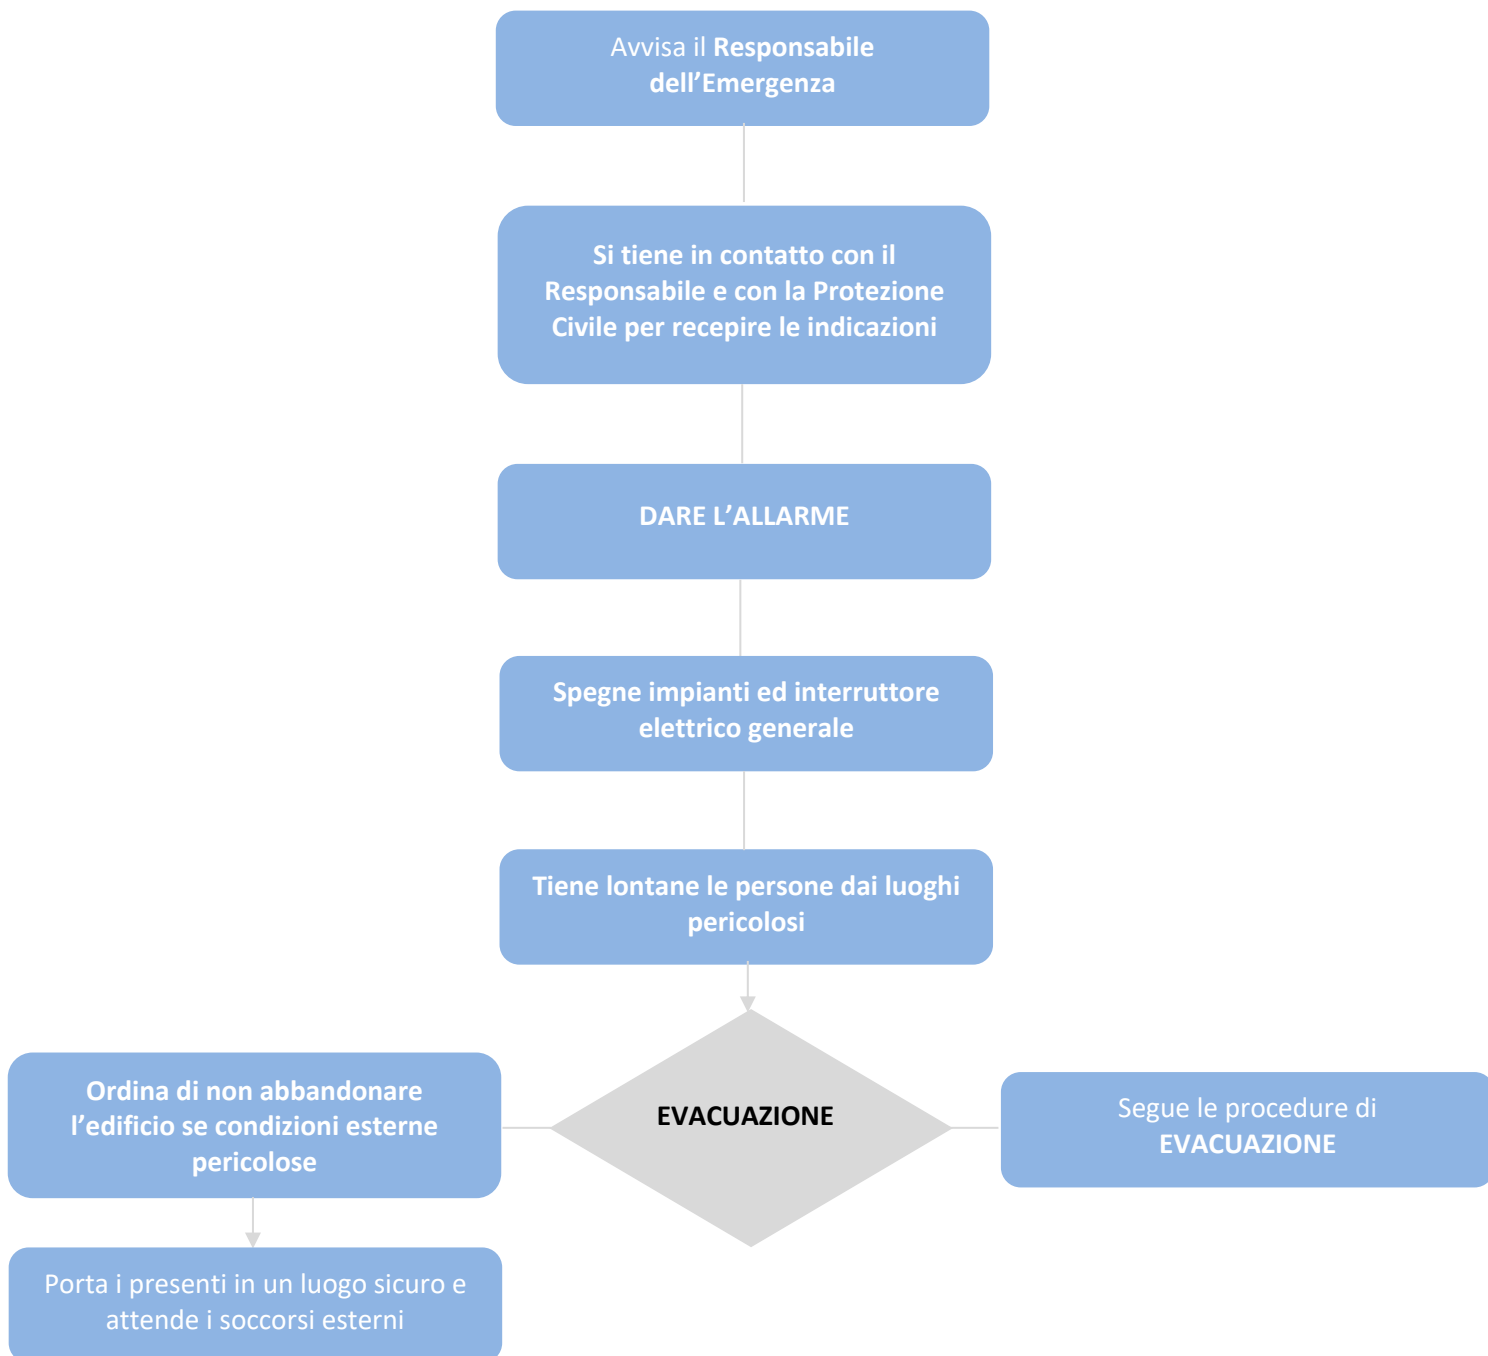 Avvisa il Responsabile
dell’Emergenza
Si tiene in contatto con il
Responsabile e con la Protezione
Civile per recepire le indicazioni
DARE L’ALLARME
Spegne impianti ed interruttore
elettrico generale
Tiene lontane le persone dai luoghi
pericolosi
EVACUAZIONE
Ordina di non abbandonare
l’edificio se condizioni esterne
pericolose
Segue le procedure di
EVACUAZIONE
Porta i presenti in un luogo sicuro e
attende i soccorsi esterni